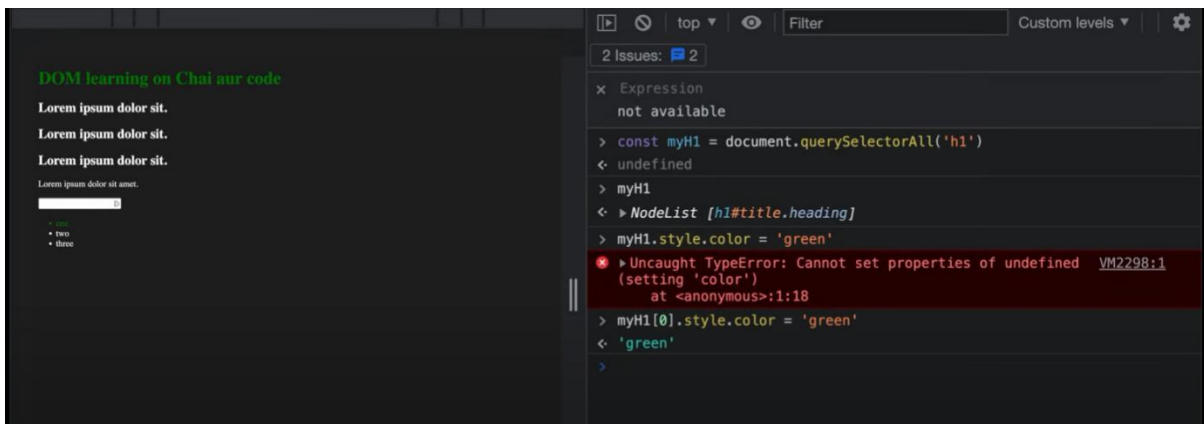 DOM learning on Chai aur code
Lorem ipsum dolor sit.
Lorem ipsum dolor sit.
Lorem ipsum dolor sit.
Lorem ipsum dolor sit amet.
• one
• two
• three
top ▼
Filter
Custom levels ▼
2 Issues: 2
× Expression
not available
> const myH1 = document.querySelectorAll('h1')
undefined
> myH1
▶ NodeList [h1#title.heading]
> myH1.style.color = 'green'
▶ Uncaught TypeError: Cannot set properties of undefined VM2298:1
(setting 'color')
at <anonymous>:1:18
> myH1[0].style.color = 'green'
'green'
>